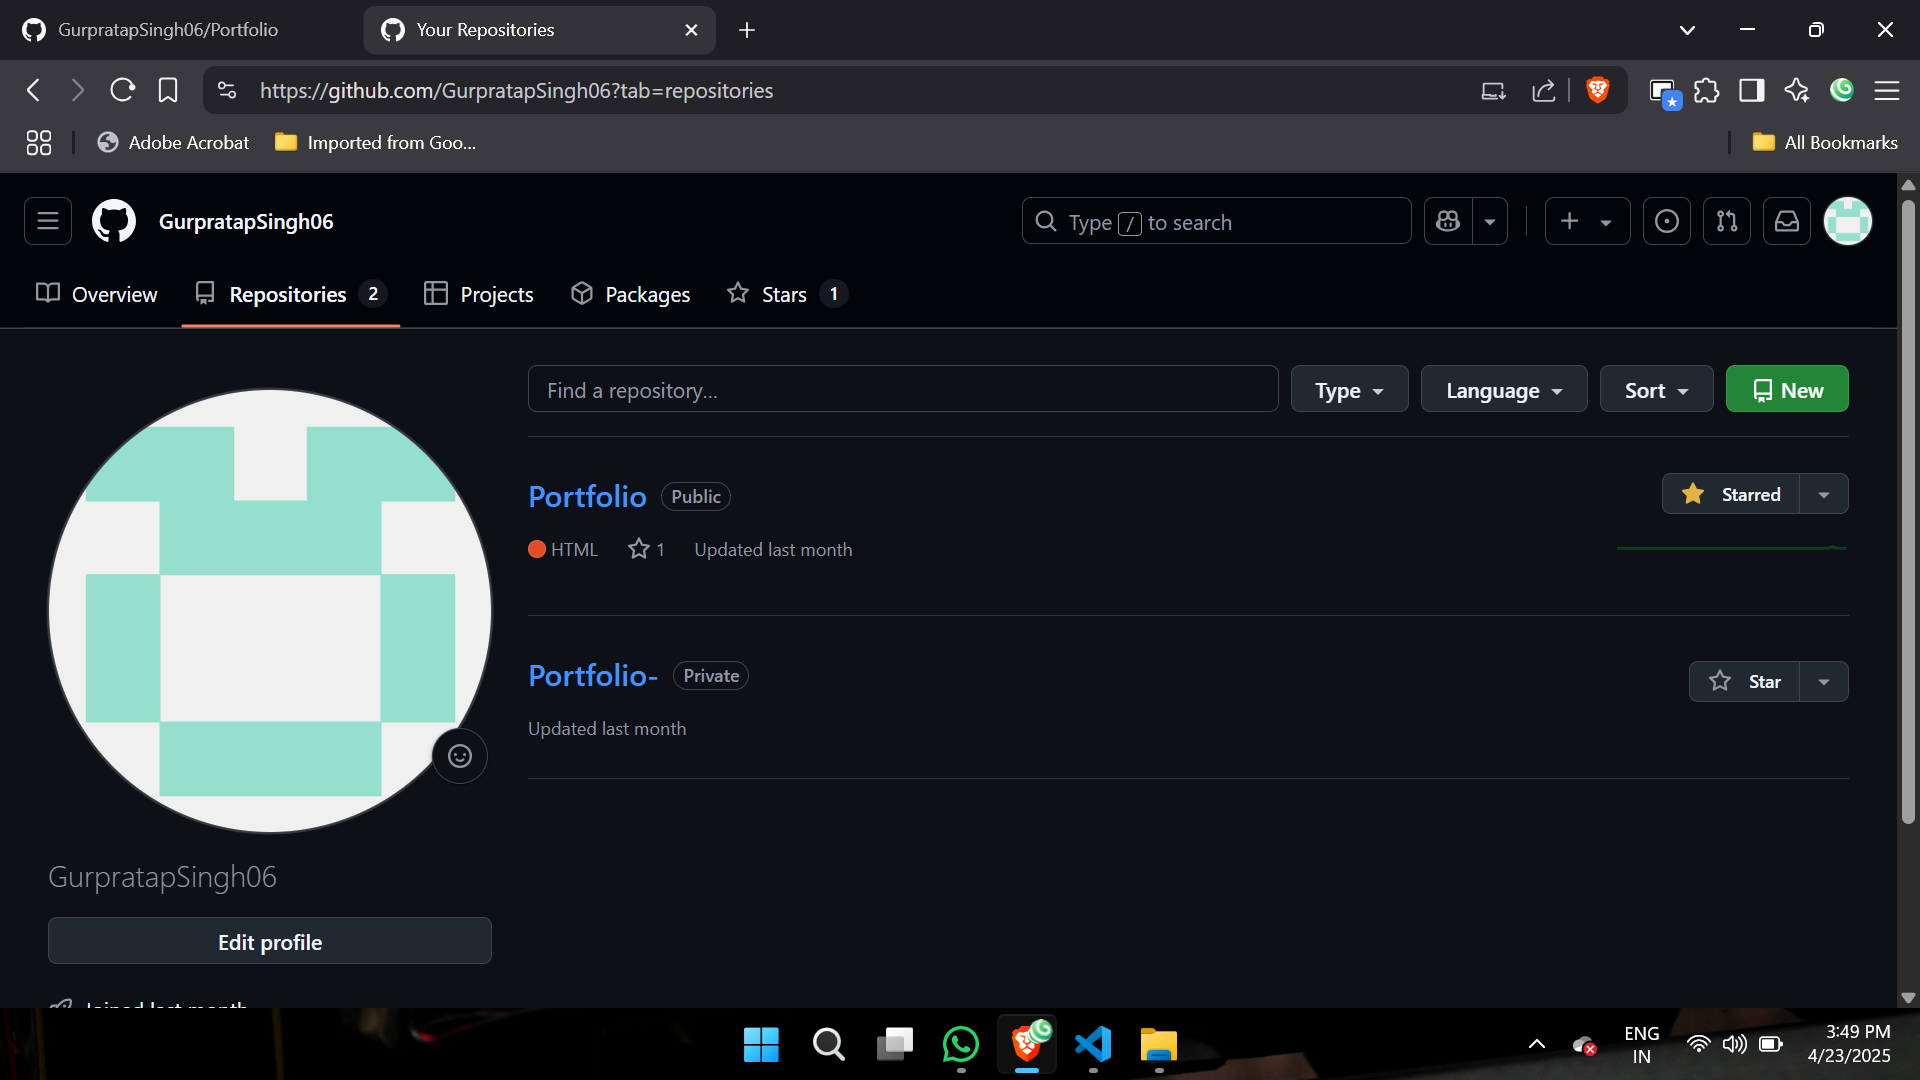 GurpratapSingh06/Portfolio
Your Repositories
https://github.com/GurpratapSingh06?tab=repositories
Adobe Acrobat
Imported from Goo...
All Bookmarks
GurpratapSingh06
Type / to search
Overview
Repositories 2
Projects
Packages
Stars 1
Find a repository...
Type
Language
Sort
New
Portfolio Public
Starred
HTML 1 Updated last month
Portfolio- Private
Star
Updated last month
GurpratapSingh06
Edit profile
Joined last month
ENG
IN
3:49 PM
4/23/2025